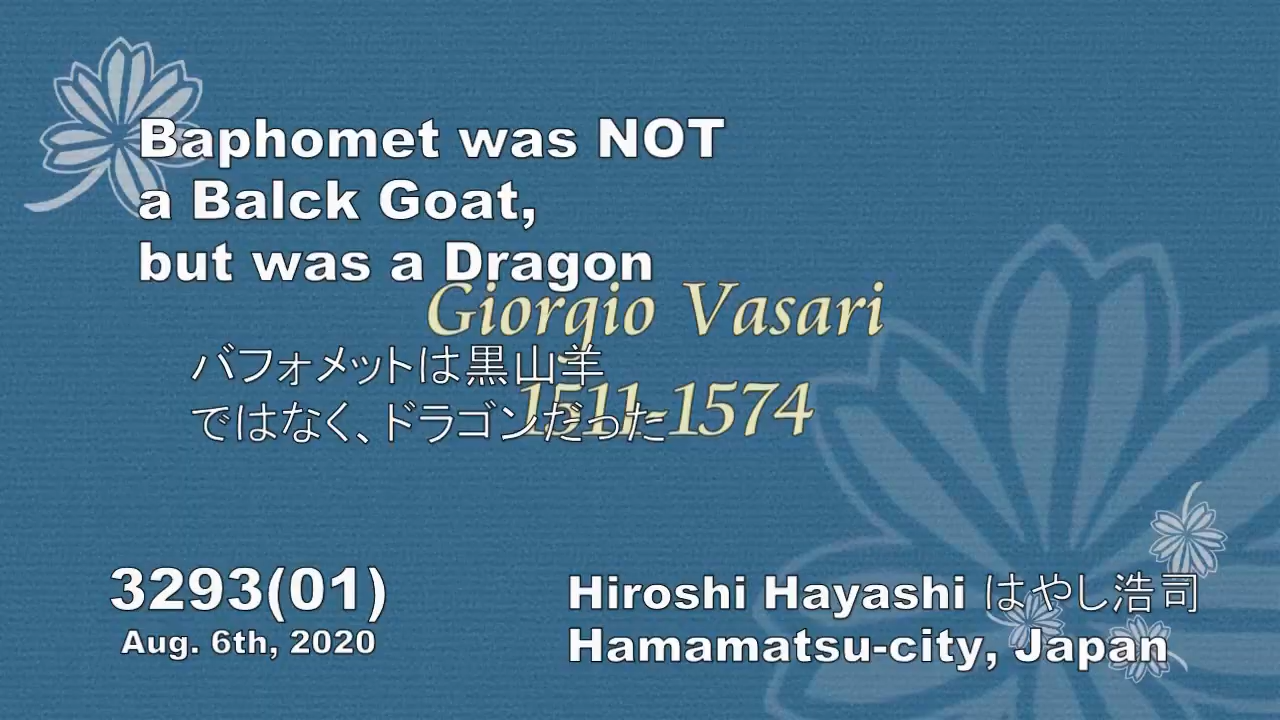 Baphomet was NOT
a Balck Goat,
but was a Dragon
Giorgio Vasari
1511-1574
バフォメットは黒山羊
ではなく、ドラゴンだった
3293(01)
Aug. 6th, 2020
Hiroshi Hayashi はやし浩司
Hamamatsu-city, Japan